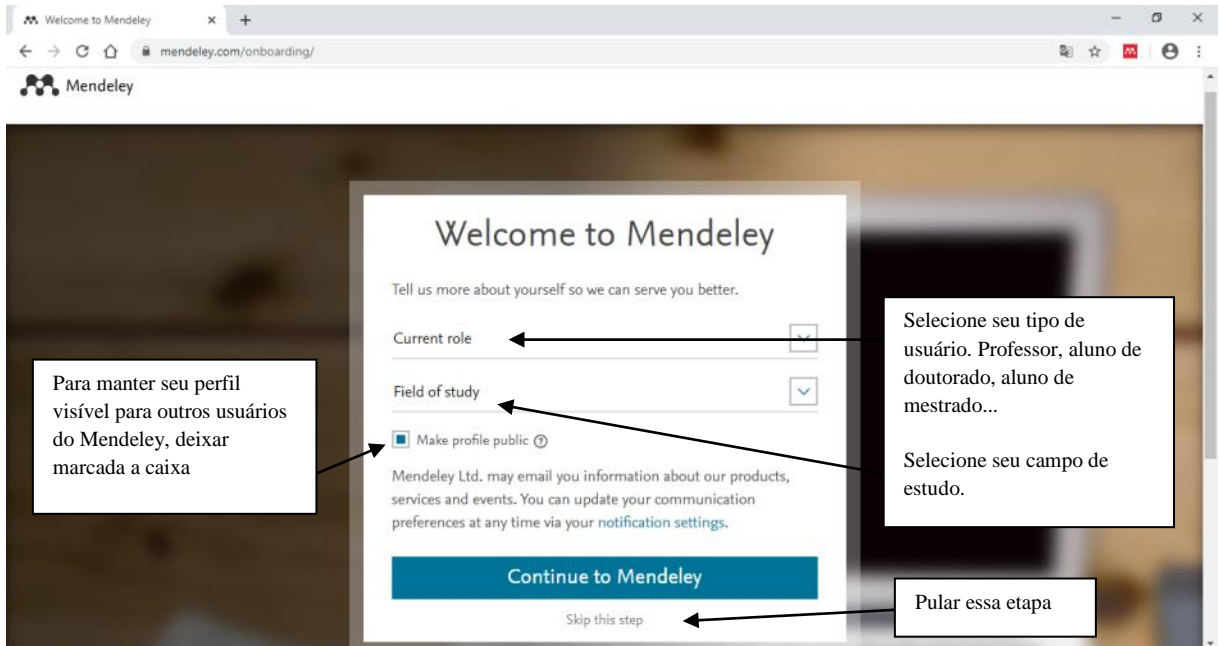 Welcome to Mendeley
mendeley.com/onboarding/
Mendeley
Welcome to Mendeley
Tell us more about yourself so we can serve you better.
Current role
Field of study
Make profile public
Mendeley Ltd. may email you information about our products,
services and events. You can update your communication
preferences at any time via your notification settings.
Continue to Mendeley
Skip this step
Para manter seu perfil
visível para outros usuários
do Mendeley, deixar
marcada a caixa
Selecione seu tipo de
usuário. Professor, aluno de
doutorado, aluno de
mestrado...
Selecione seu campo de
estudo.
Pular essa etapa